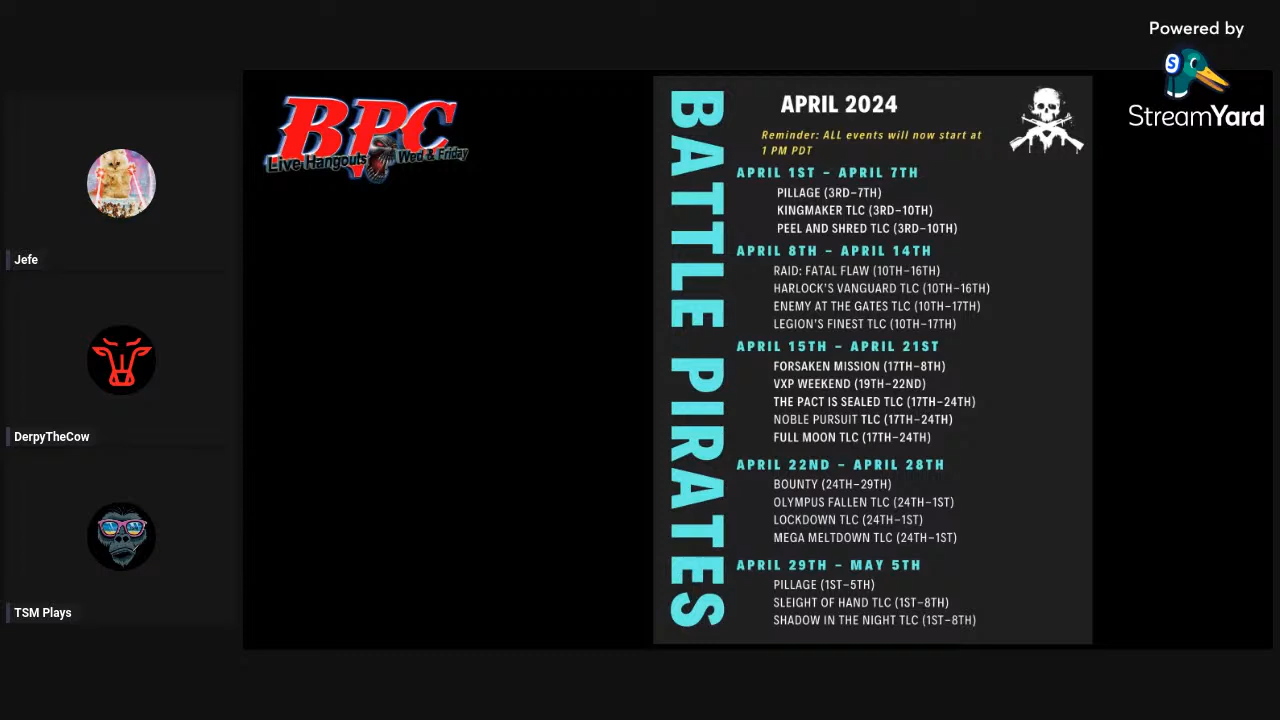 Powered by
StreamYard
BPC
Live Hangouts Wed & Friday
Jefe
DerpyTheCow
TSM Plays
BATTLE PIRATES
APRIL 2024
Reminder: ALL events will now start at
1 PM PDT
APRIL 1ST - APRIL 7TH
PILLAGE (3RD-7TH)
KINGMAKER TLC (3RD-10TH)
PEEL AND SHRED TLC (3RD-10TH)
APRIL 8TH - APRIL 14TH
RAID: FATAL FLAW (10TH-16TH)
HARLOCK'S VANGUARD TLC (10TH-16TH)
ENEMY AT THE GATES TLC (10TH-17TH)
LEGION'S FINEST TLC (10TH-17TH)
APRIL 15TH - APRIL 21ST
FORSAKEN MISSION (17TH-8TH)
VXP WEEKEND (19TH-22ND)
THE PACT IS SEALED TLC (17TH-24TH)
NOBLE PURSUIT TLC (17TH-24TH)
FULL MOON TLC (17TH-24TH)
APRIL 22ND - APRIL 28TH
BOUNTY (24TH-29TH)
OLYMPUS FALLEN TLC (24TH-1ST)
LOCKDOWN TLC (24TH-1ST)
MEGA MELTDOWN TLC (24TH-1ST)
APRIL 29TH - MAY 5TH
PILLAGE (1ST-5TH)
SLEIGHT OF HAND TLC (1ST-8TH)
SHADOW IN THE NIGHT TLC (1ST-8TH)